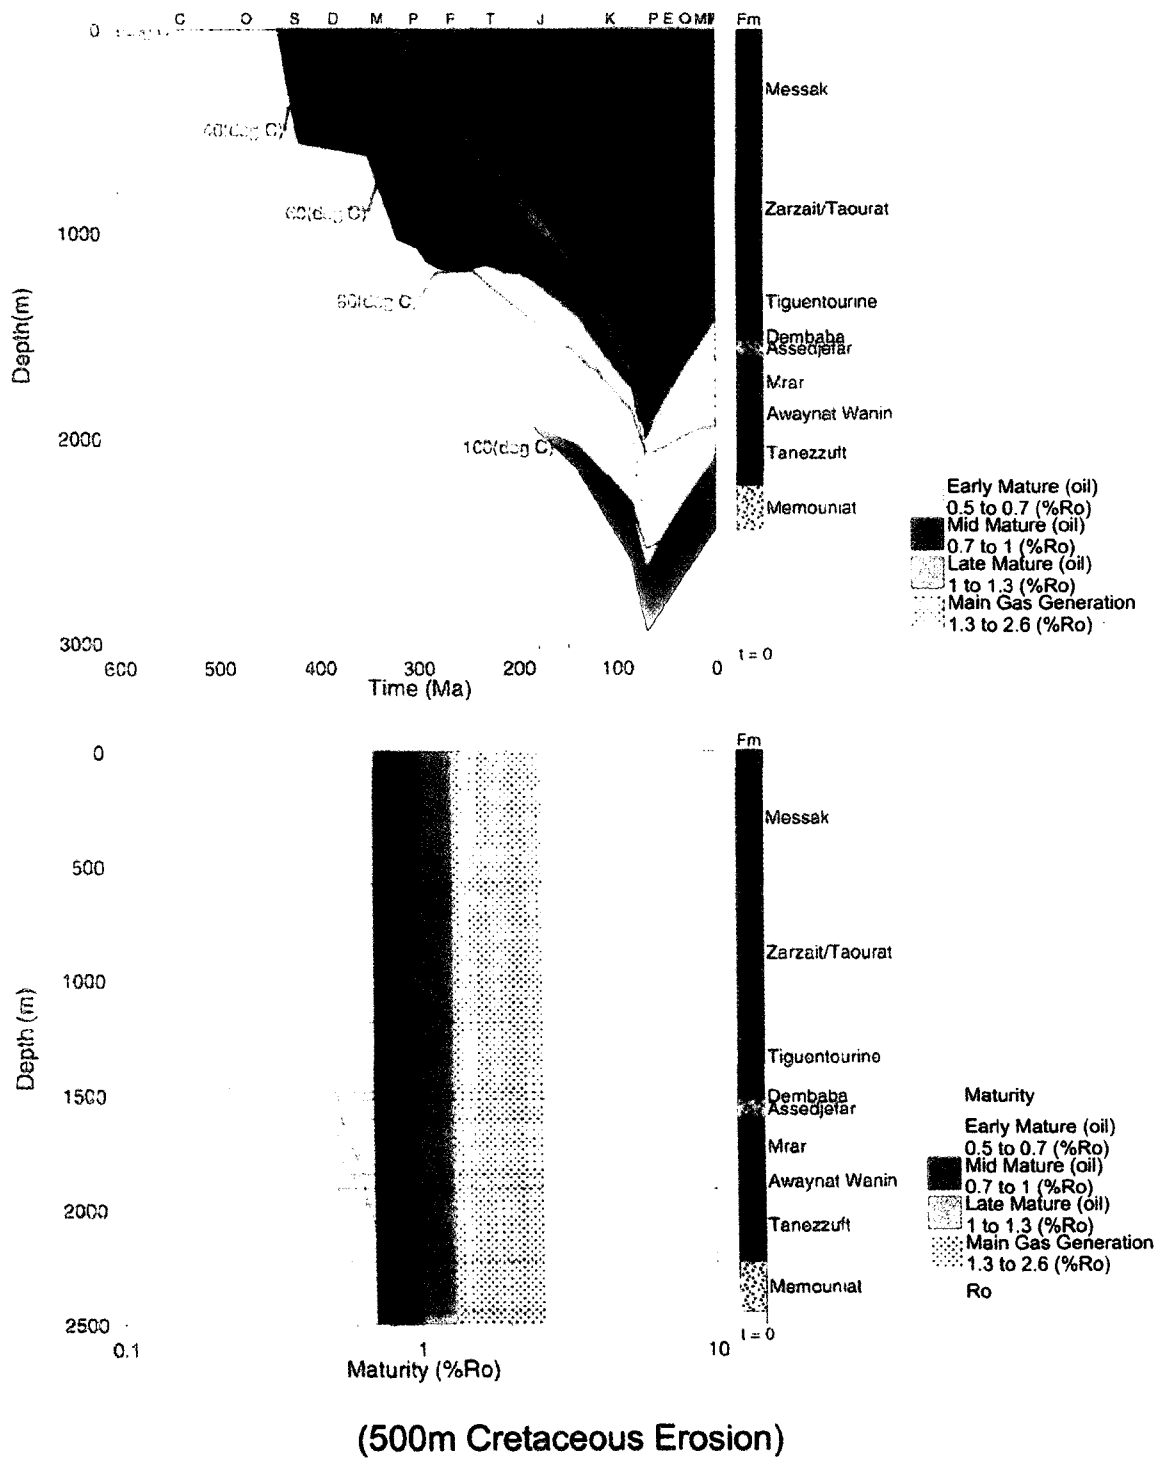 C O S D M P P T J K P E O M Fm
0
Messak
40(deg C)
60(deg C)
Zarzait/Taourat
1000
Depth(m)
80(deg C)
Tiguentourine
Dembaba
Assedjefar
Mrar
Awaynat Wanin
2000
100(deg C)
Tanezzuft
Memouniat
Early Mature (oil)
0.5 to 0.7 (%Ro)
Mid Mature (oil)
0.7 to 1 (%Ro)
Late Mature (oil)
1 to 1.3 (%Ro)
Main Gas Generation
1.3 to 2.6 (%Ro)
3000
t = 0
600 500 400 300 200 100 0
Time (Ma)
Fm
0
Messak
500
Zarzait/Taourat
1000
Depth (m)
Tiguentourine
1500
Dembaba
Assedjefar
Mrar
Awaynat Wanin
2000
Tanezzuft
Memouniat
Maturity
Early Mature (oil)
0.5 to 0.7 (%Ro)
Mid Mature (oil)
0.7 to 1 (%Ro)
Late Mature (oil)
1 to 1.3 (%Ro)
Main Gas Generation
1.3 to 2.6 (%Ro)
Ro
2500
t = 0
0.1 1 10
Maturity (%Ro)
(500m Cretaceous Erosion)